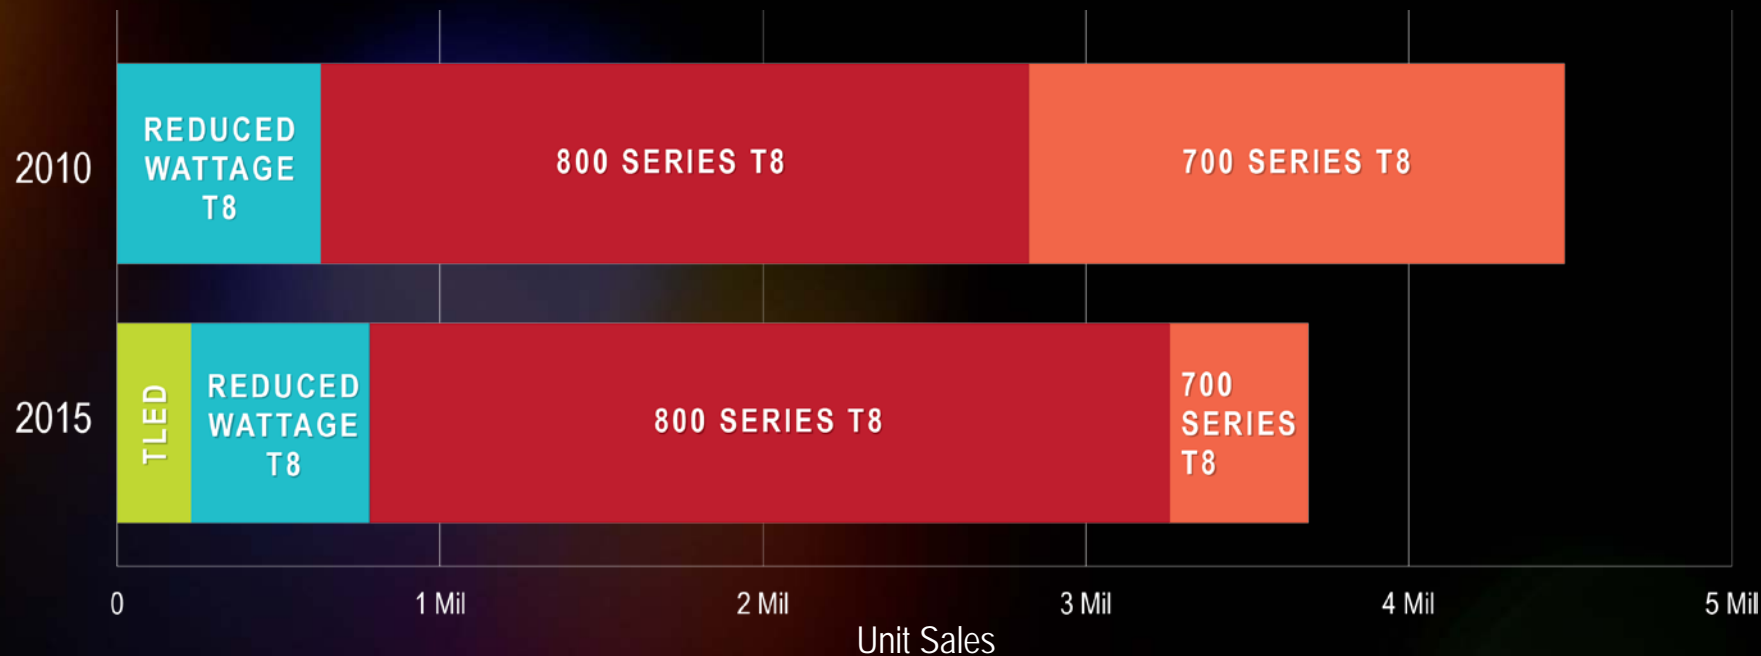 2010
REDUCED
WATTAGE
T8
800 SERIES T8
700 SERIES T8
2015
TLED
REDUCED
WATTAGE
T8
800 SERIES T8
700
SERIES
T8
0
1 Mil
2 Mil
3 Mil
4 Mil
5 Mil
Unit Sales